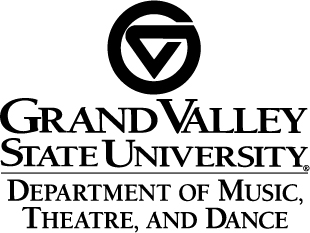 GRAND VALLEY
STATE UNIVERSITY®
DEPARTMENT OF MUSIC,
THEATRE, AND DANCE